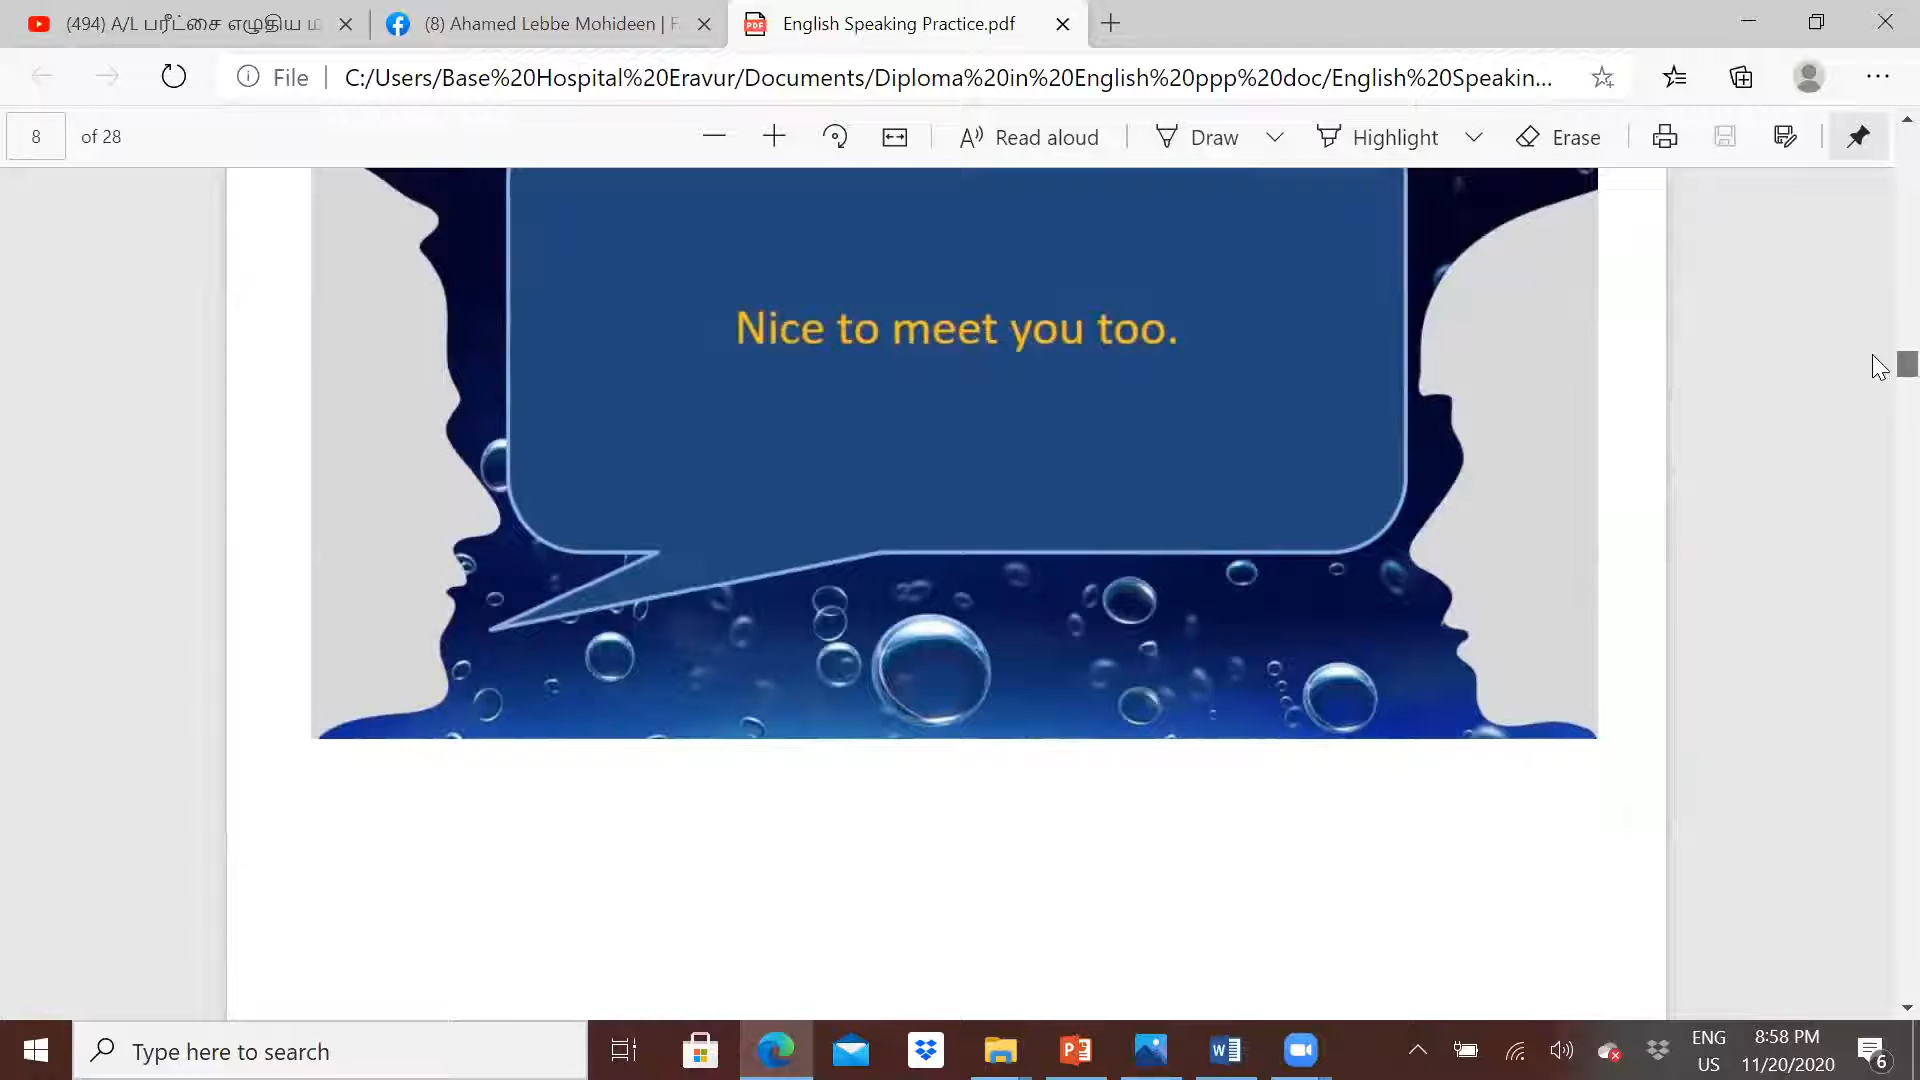 (494) A/L பரீட்சை எழுதிய ம
(8) Ahamed Lebbe Mohideen | F
English Speaking Practice.pdf
File
C:/Users/Base%20Hospital%20Eravur/Documents/Diploma%20in%20English%20ppp%20doc/English%20Speakin...
8 of 28
Read aloud
Draw
Highlight
Erase
Nice to meet you too.
Type here to search
ENG
US
8:58 PM
11/20/2020
6